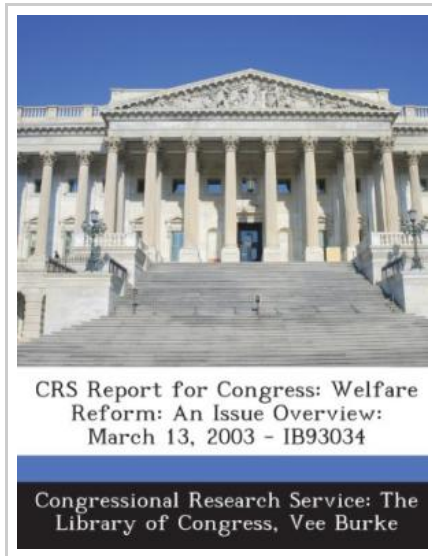 CRS Report for Congress: Welfare
Reform: An Issue Overview:
March 13, 2003 - IB93034
Congressional Research Service: The
Library of Congress, Vee Burke